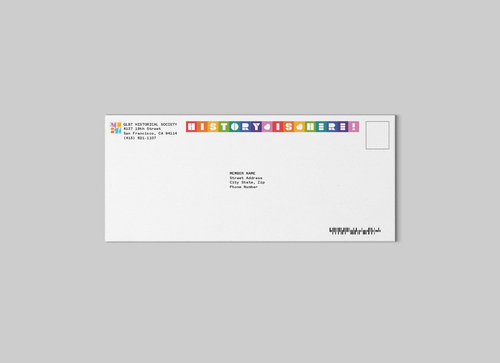 GLBT HISTORICAL SOCIETY
4127 18th Street
San Francisco, CA 94114
(415) 921-1107
HISTORY IS HERE!
MEMBER NAME
Street Address
City State, Zip
Phone Number